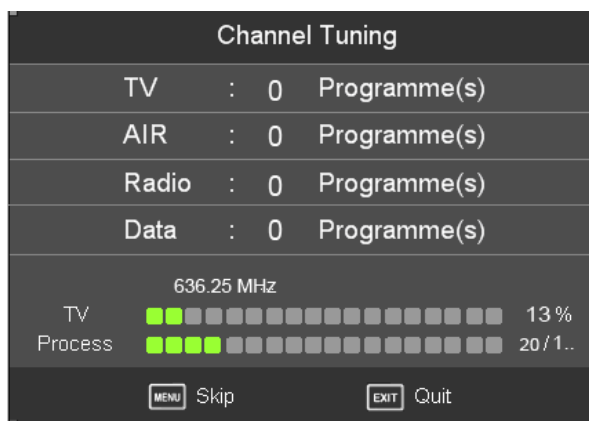 Channel Tuning
TV : 0 Programme(s)
AIR : 0 Programme(s)
Radio : 0 Programme(s)
Data : 0 Programme(s)
636.25 MHz
TV 13 %
Process 20/1..
MENU Skip EXIT Quit